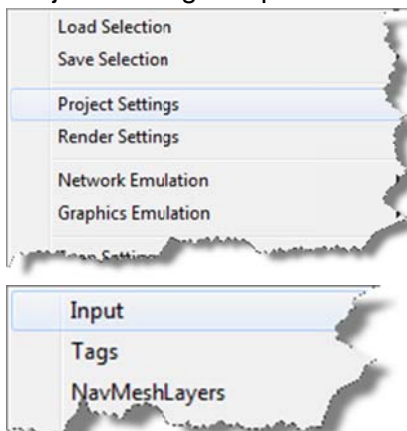 Load Selection
Save Selection
Project Settings
Render Settings
Network Emulation
Graphics Emulation
Input
Tags
NavMeshLayers